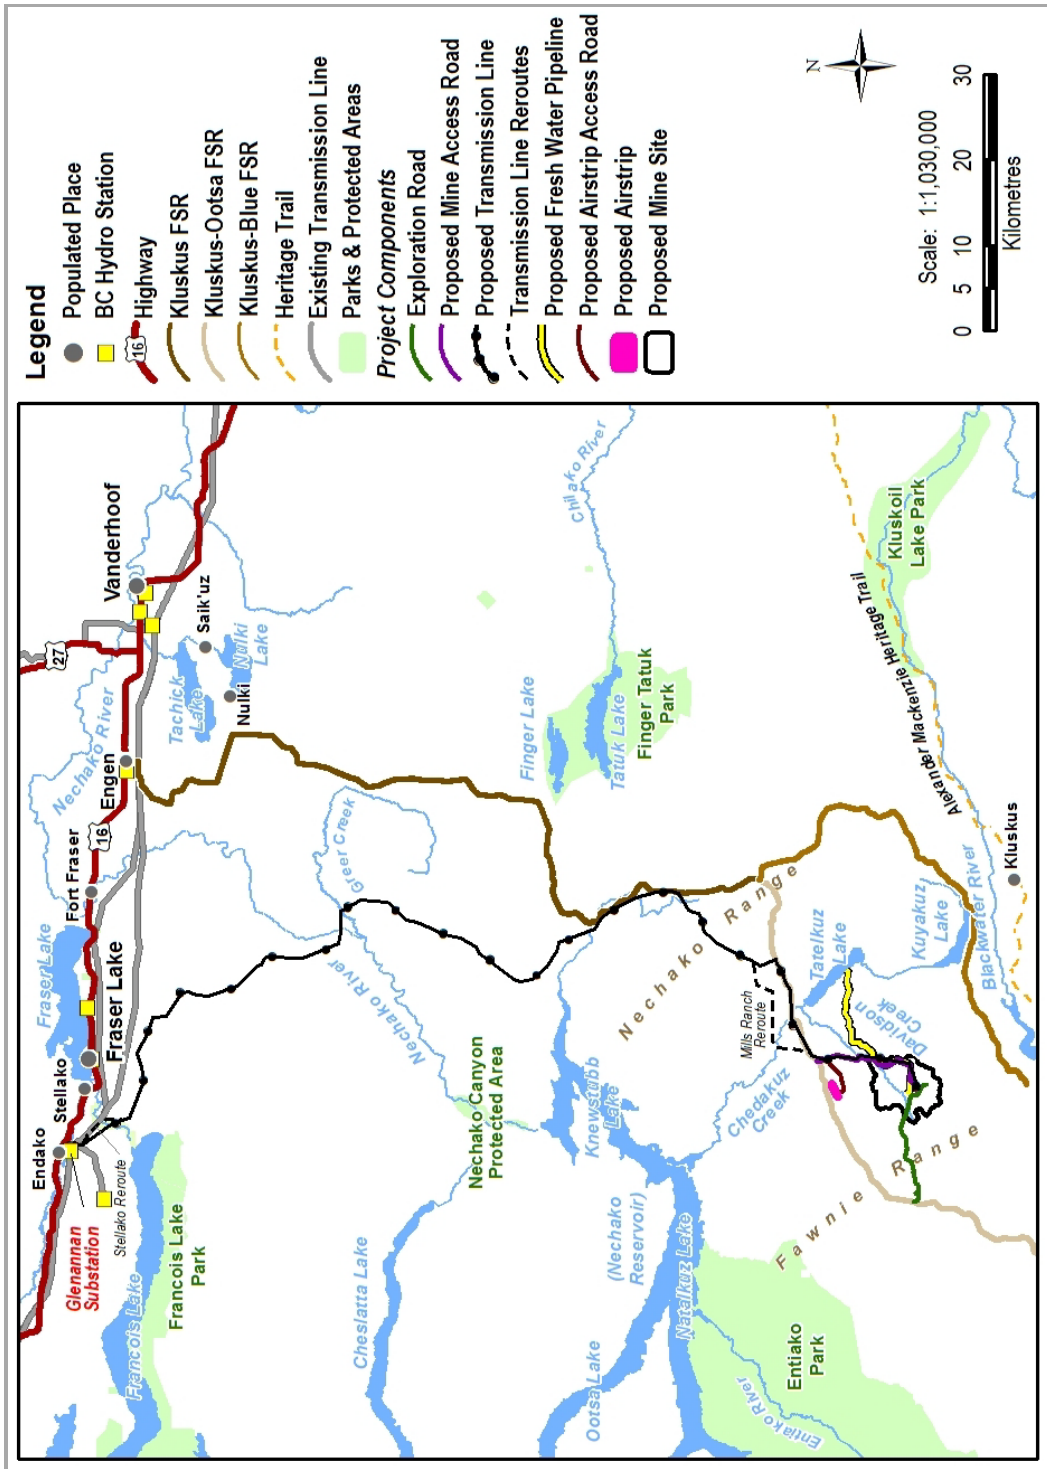 Legend
Populated Place
BC Hydro Station
16
Highway
Kluskus FSR
Kluskus-Ootsa FSR
Kluskus-Blue FSR
Heritage Trail
Existing Transmission Line
Parks & Protected Areas
Project Components
Exploration Road
Proposed Mine Access Road
Proposed Transmission Line
Transmission Line Reroutes
Proposed Fresh Water Pipeline
Proposed Airstrip Access Road
Proposed Airstrip
Proposed Mine Site
N
Scale: 1:1,030,000
0 5 10 20 30
Kilometres
Endako
Stellako
Fraser Lake
Fraser Lake
Fort Fraser
16
Engen
Nechako River
27
Vanderhoof
Saik'uz
Tachick
Lake
Nulki
Lake
Nulki
Glenannan
Substation
Stellako Reroute
Francois Lake
Francois Lake
Park
Greer Creek
Nechako River
Cheslatta Lake
Nechako Canyon
Protected Area
Finger Lake
Tatuk Lake
Finger Tatuk
Park
Chilako River
Knewstubb
Lake
(Nechako
Reservoir)
Ootsa Lake
Natalkuz Lake
Nechako Range
Mills Ranch
Reroute
Chedakuz
Creek
Tatelkuz
Lake
Davidson
Creek
Kuyakuz
Lake
Blackwater River
Alexander Mackenzie Heritage Trail
Kluskoil
Lake Park
Kluskus
Fawnie Range
Entiako
Park
Entiako River